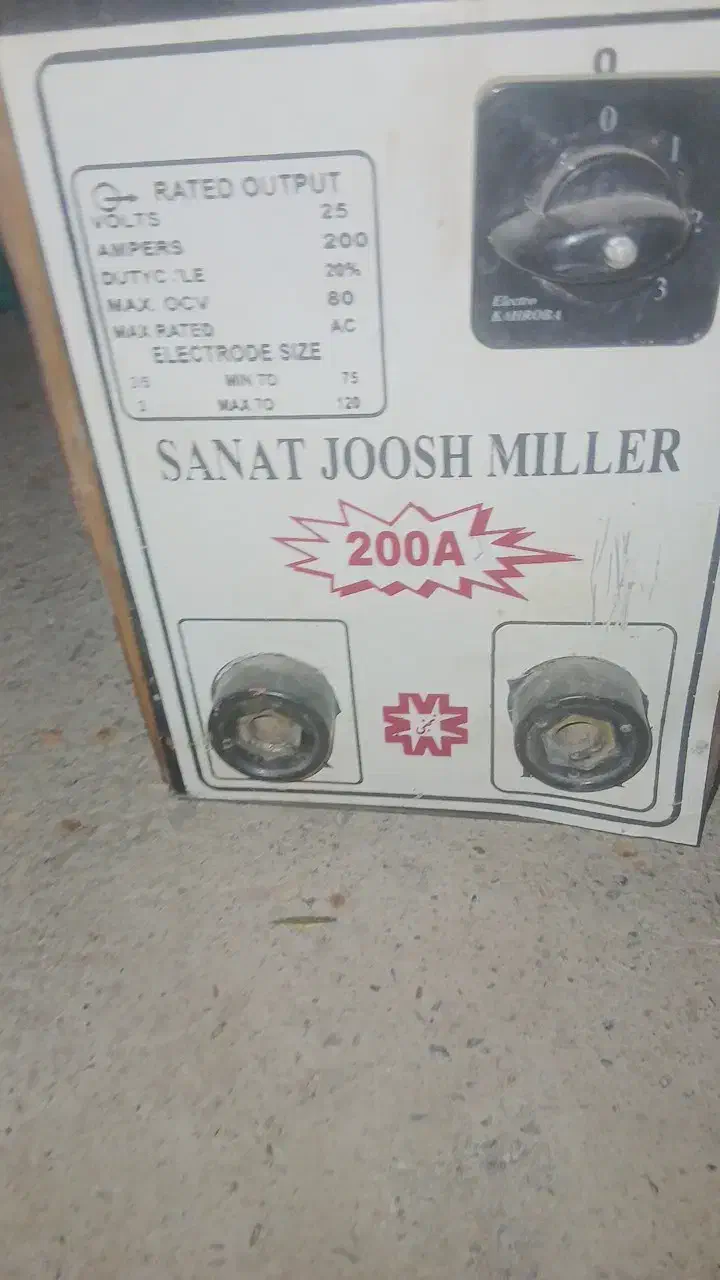 0
0
1
3
Electro
KAHROBA
RATED OUTPUT
VOLTS 25
AMPERS 200
DUTYC LE 20%
MAX. OCV 80
MAX RATED AC
ELECTRODE SIZE
MIN TO 75
MAX TO 120
SANAT JOOSH MILLER
200A